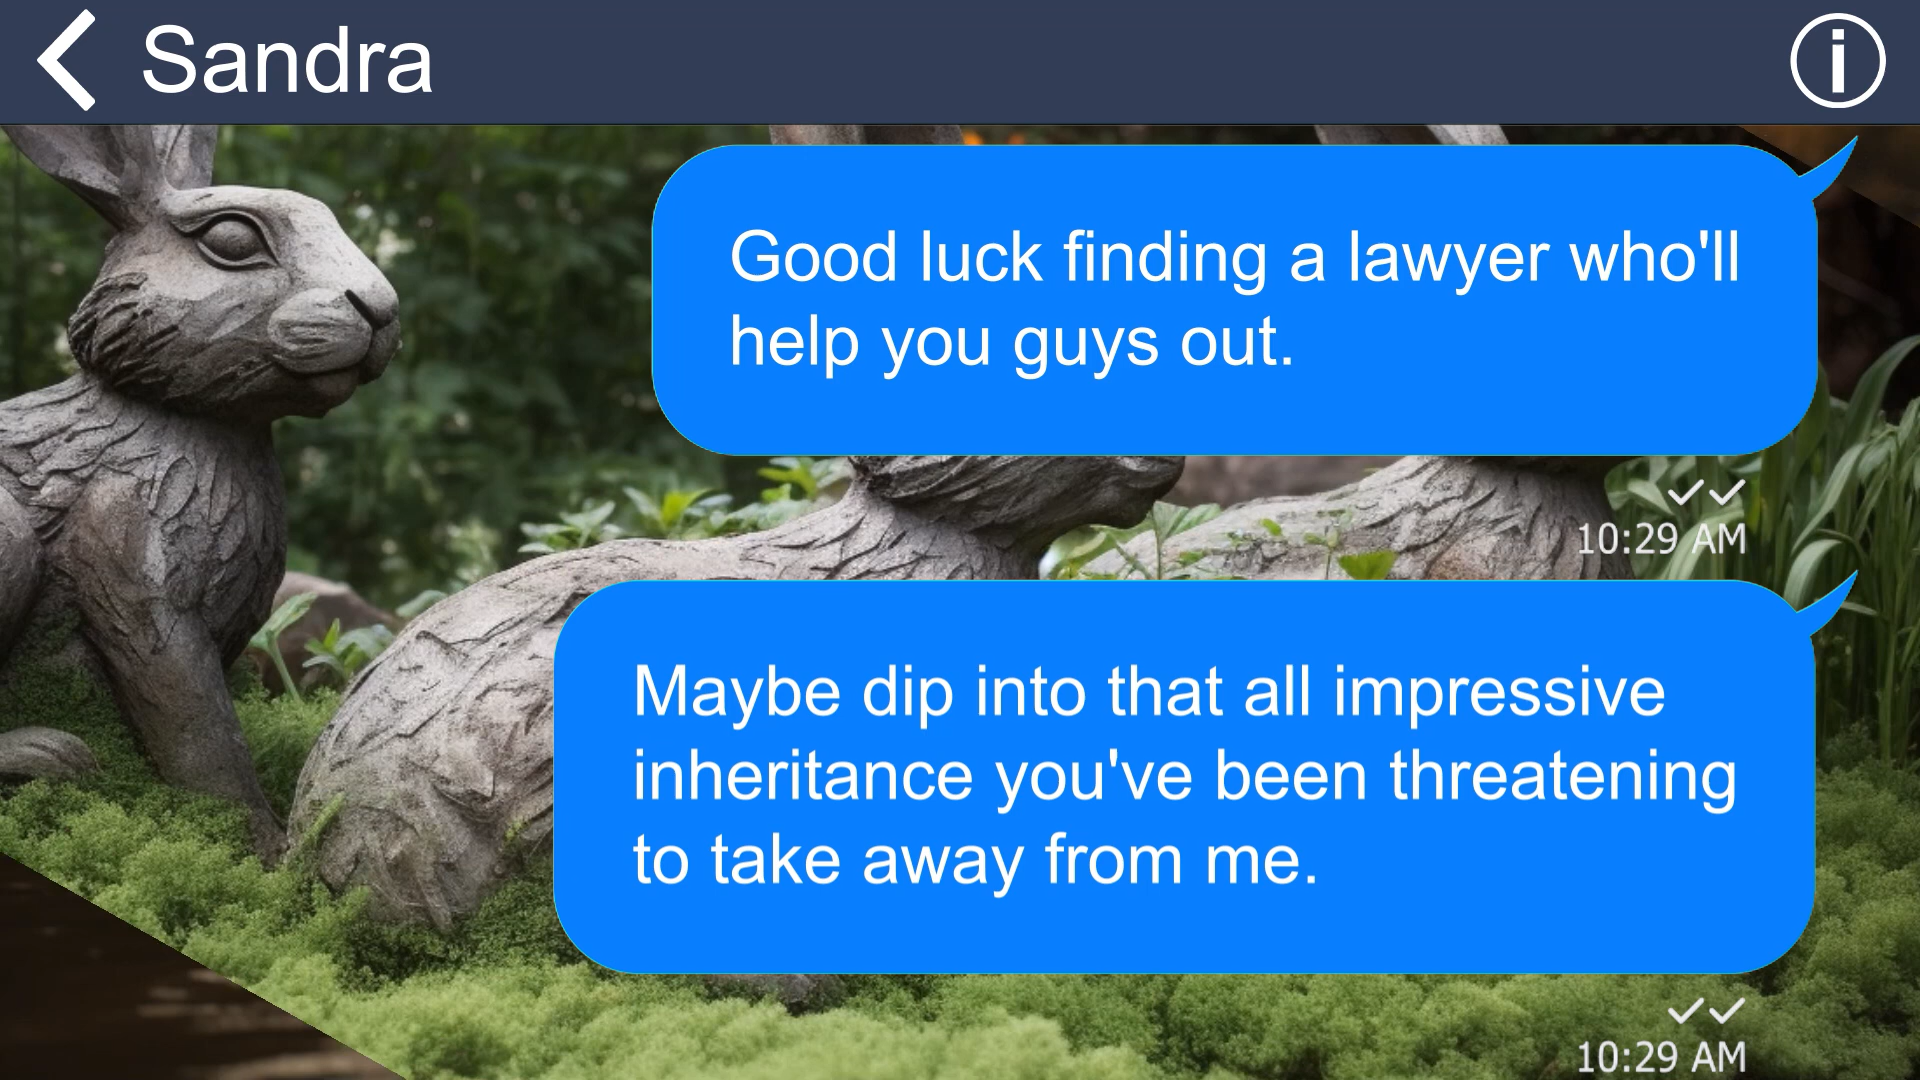 Sandra
Good luck finding a lawyer who'll
help you guys out.
10:29 AM
Maybe dip into that all impressive
inheritance you've been threatening
to take away from me.
10:29 AM